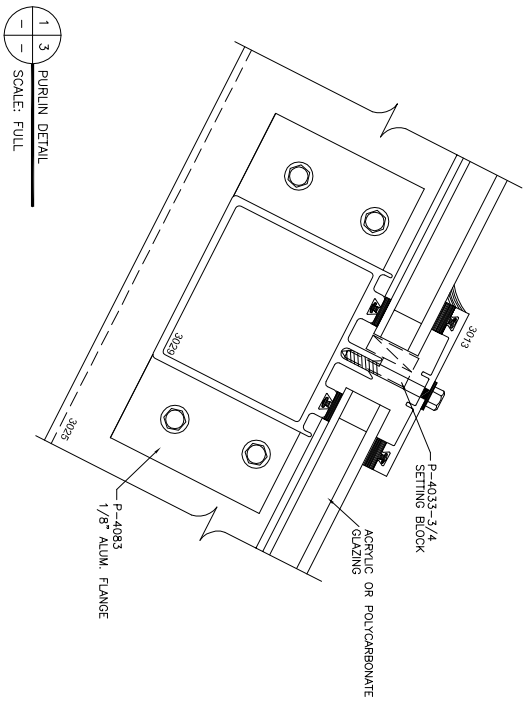 3013
P-4033-3/4
SETTING BLOCK
ACRYLIC OR POLYCARBONATE
GLAZING
3029
3025
P-4083
1/8" ALUM. FLANGE
1
3
-
-
PURLIN DETAIL
SCALE: FULL